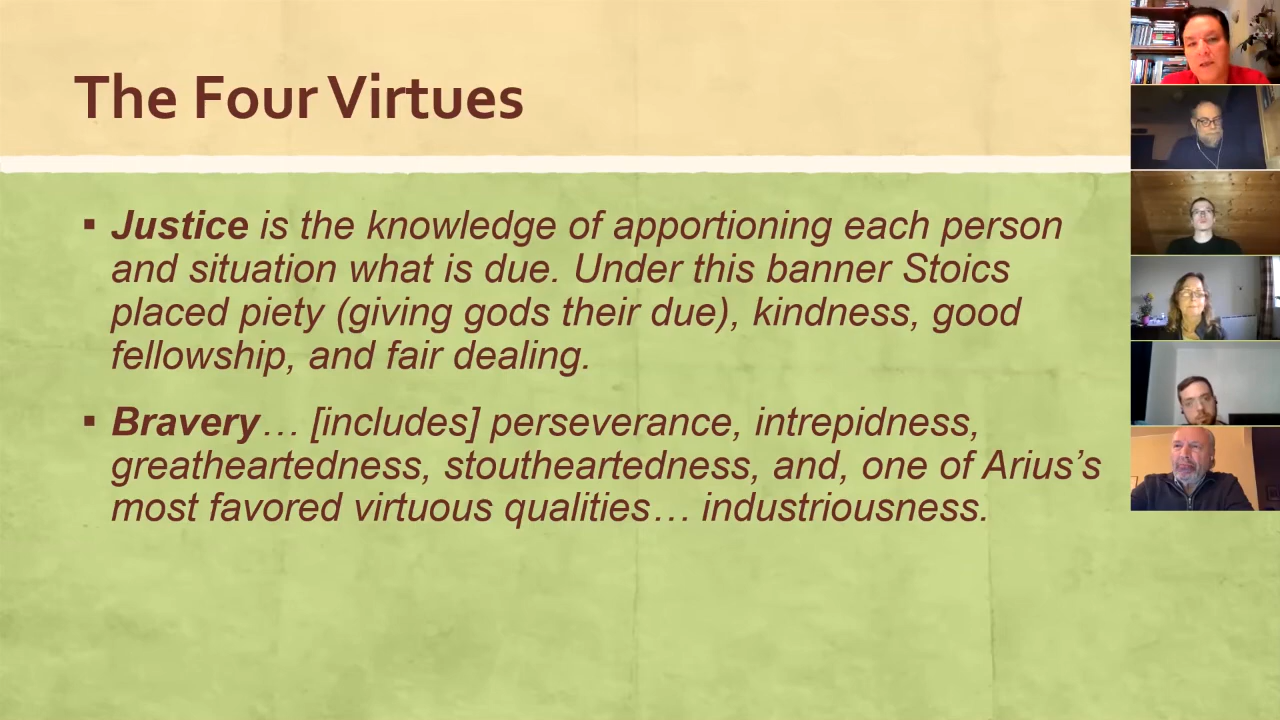 The Four Virtues
▪ Justice is the knowledge of apportioning each person
and situation what is due. Under this banner Stoics
placed piety (giving gods their due), kindness, good
fellowship, and fair dealing.
▪ Bravery… [includes] perseverance, intrepidness,
greatheartedness, stoutheartedness, and, one of Arius’s
most favored virtuous qualities… industriousness.